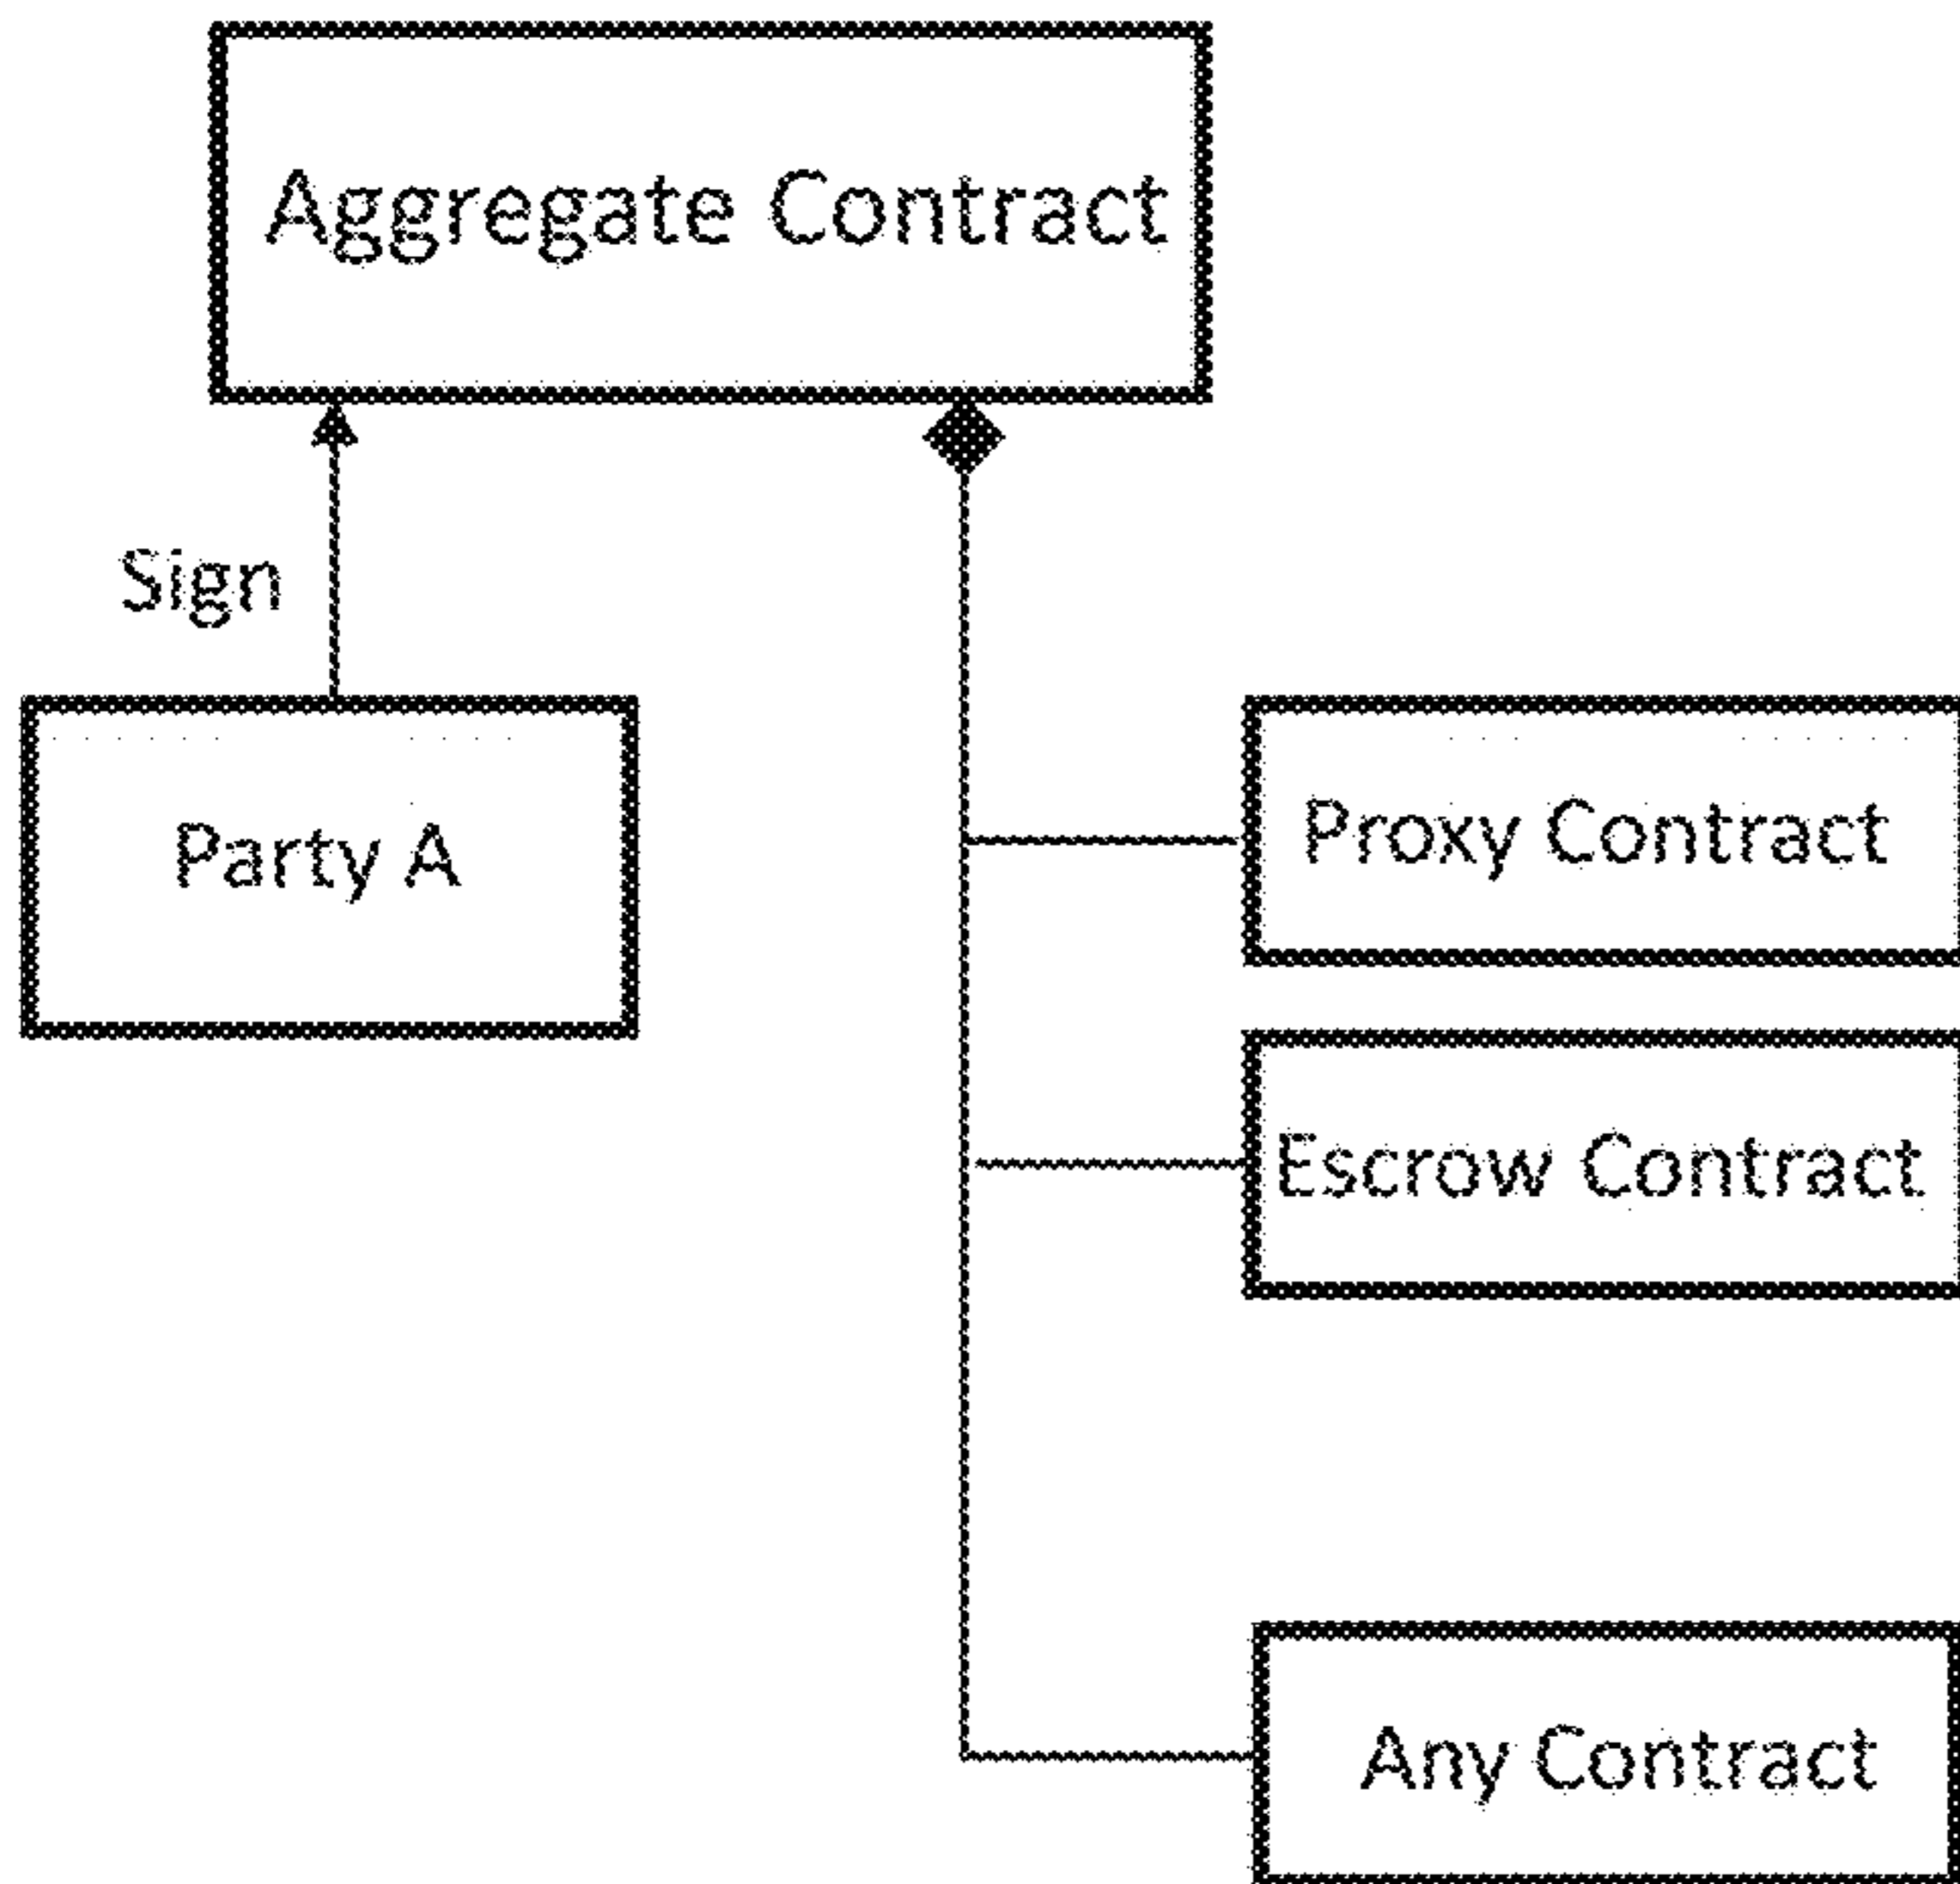 Aggregate Contract
Sign
Party A
Proxy Contract
Escrow Contract
Any Contract